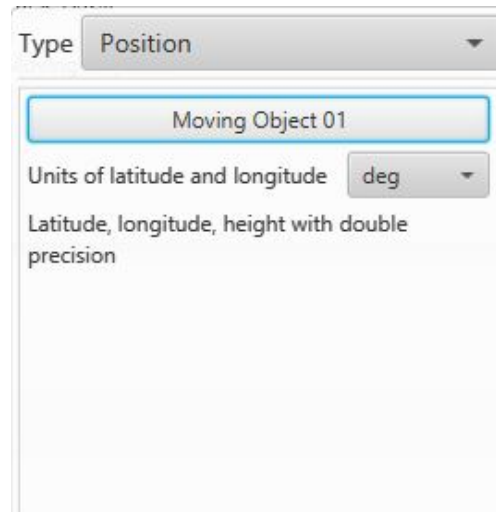 Type Position
Moving Object 01
Units of latitude and longitude deg
Latitude, longitude, height with double
precision